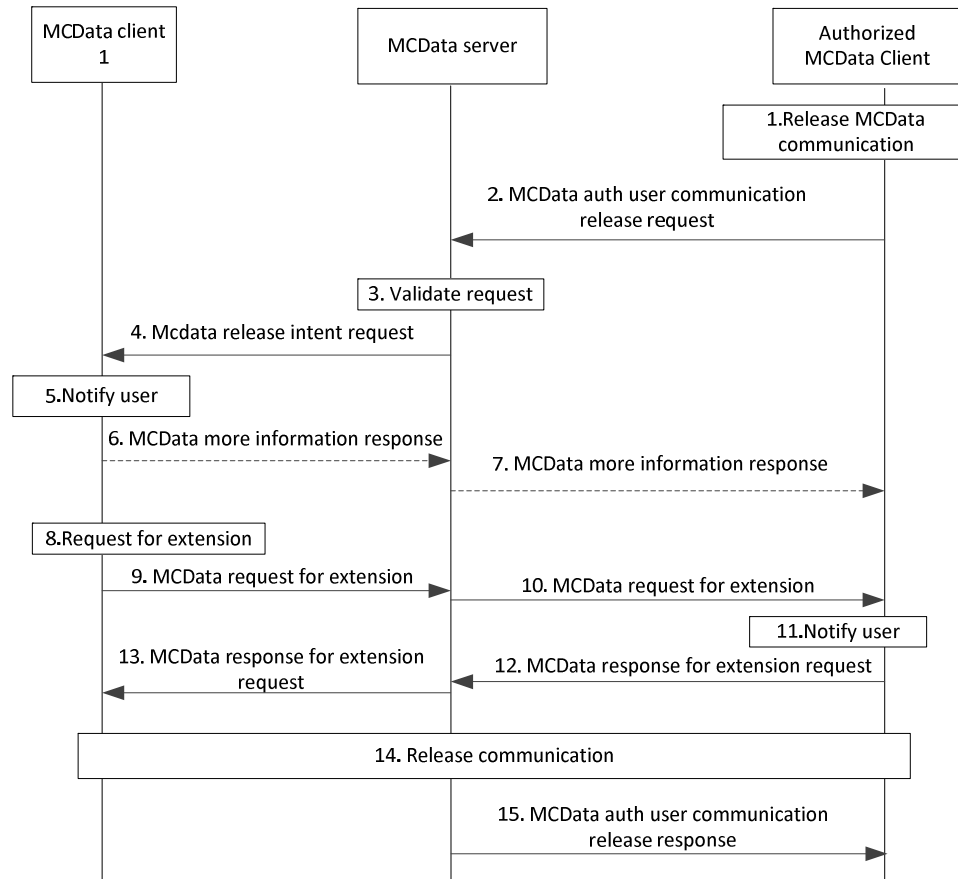 MCData client
1
MCData server
Authorized
MCData Client
1.Release MCData
communication
2. MCData auth user communication
release request
3. Validate request
4. Mcdata release intent request
5.Notify user
6. MCData more information response
7. MCData more information response
8.Request for extension
9. MCData request for extension
10. MCData request for extension
11.Notify user
13. MCData response for extension
request
12. MCData response for extension request
14. Release communication
15. MCData auth user communication
release response